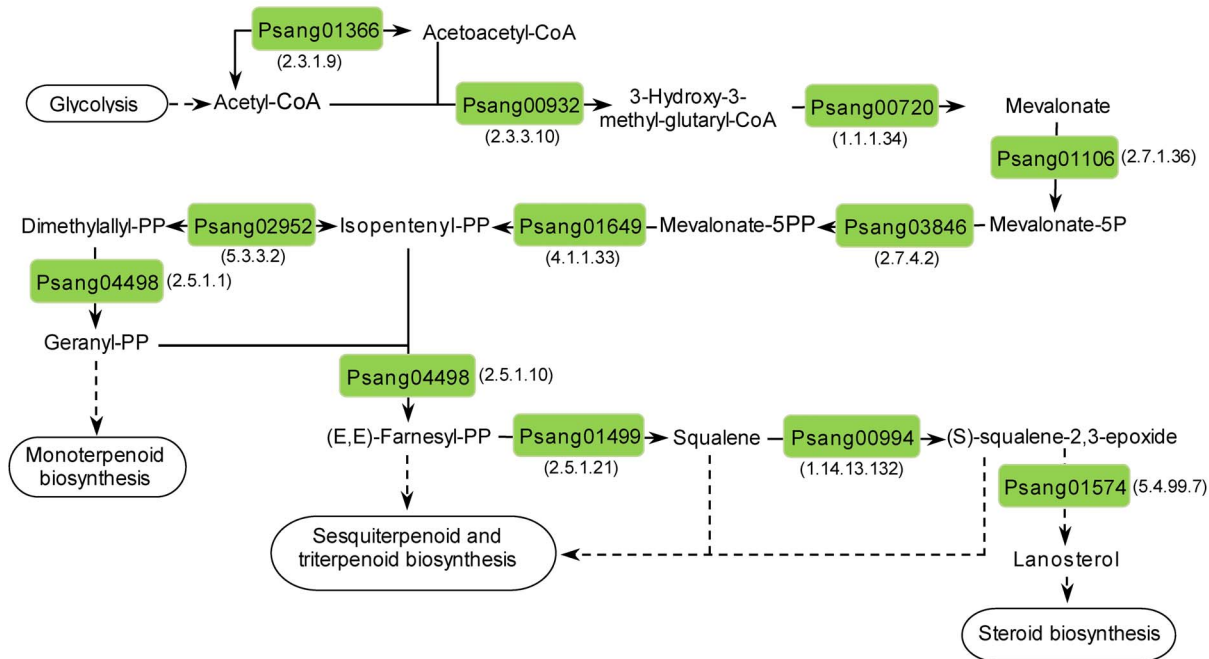 Psang01366
Acetoacetyl-CoA
(2.3.1.9)
Glycolysis
Acetyl-CoA
Psang00932
(2.3.3.10)
3-Hydroxy-3-
methyl-glutaryl-CoA
Psang00720
(1.1.1.34)
Mevalonate
Psang01106
(2.7.1.36)
Dimethylallyl-PP
Psang02952
(5.3.3.2)
Isopentenyl-PP
Psang01649
(4.1.1.33)
Mevalonate-5PP
Psang03846
(2.7.4.2)
Mevalonate-5P
Psang04498
(2.5.1.1)
Geranyl-PP
Psang04498
(2.5.1.10)
(E,E)-Farnesyl-PP
Psang01499
(2.5.1.21)
Squalene
Psang00994
(1.14.13.132)
(S)-squalene-2,3-epoxide
Monoterpenoid
biosynthesis
Psang01574
(5.4.99.7)
Sesquiterpenoid and
triterpenoid biosynthesis
Lanosterol
Steroid biosynthesis